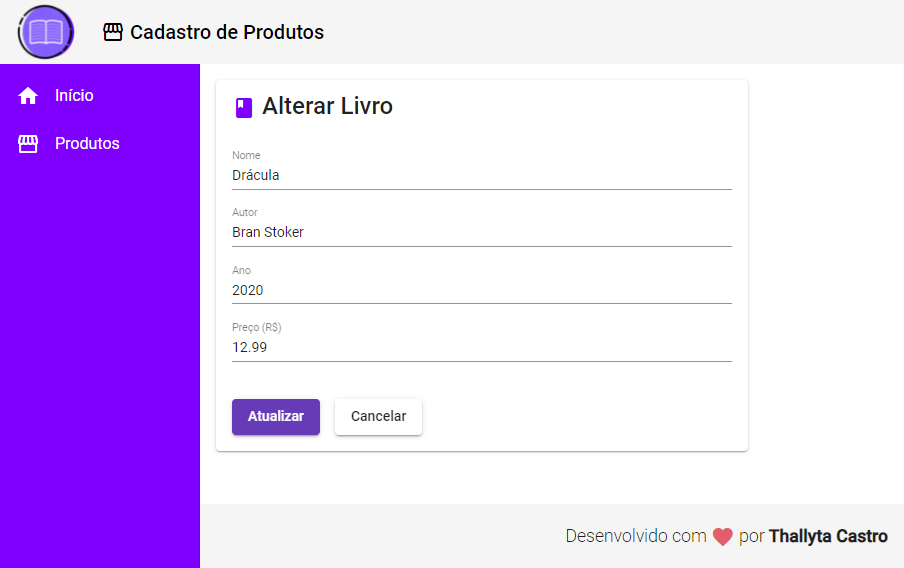 Cadastro de Produtos
Início
Produtos
Alterar Livro
Nome
Drácula
Autor
Bran Stoker
Ano
2020
Preço (R$)
12.99
Atualizar
Cancelar
Desenvolvido com ❤ por Thallyta Castro